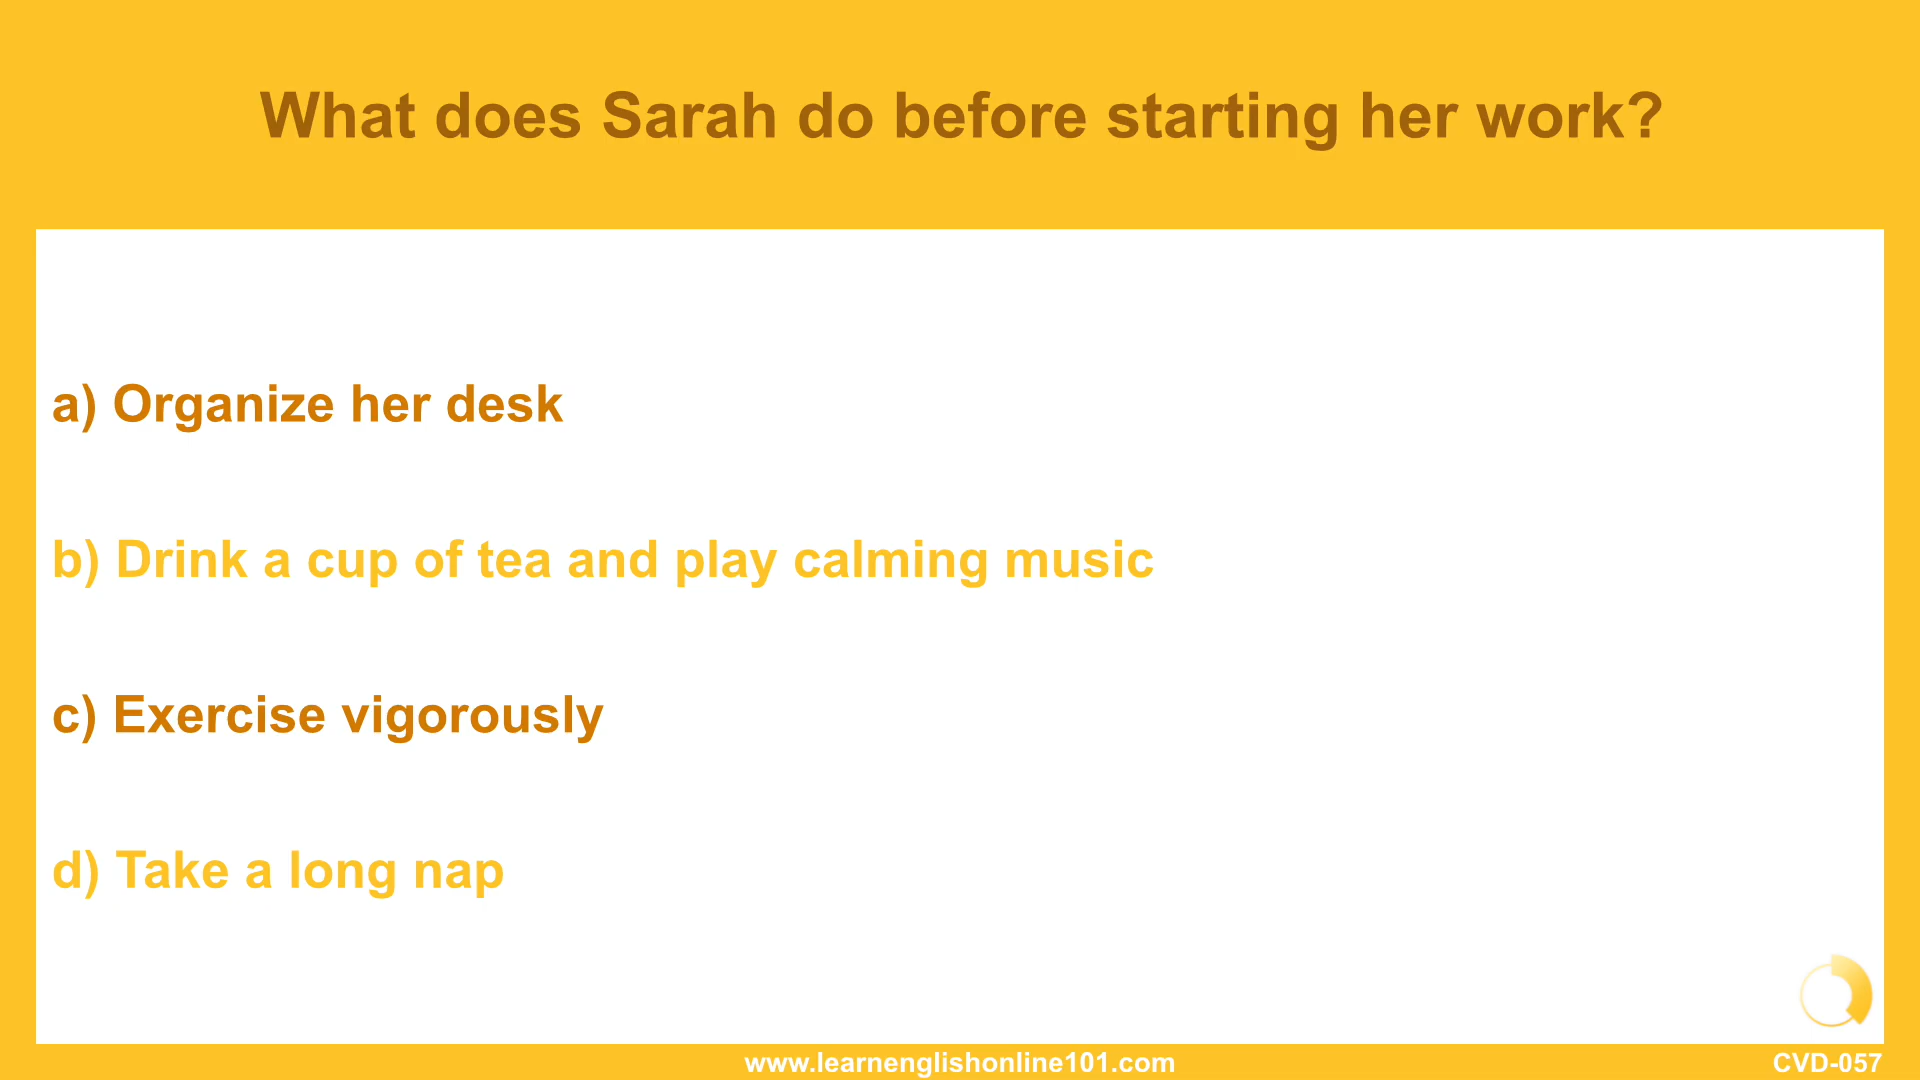 What does Sarah do before starting her work?
a) Organize her desk
b) Drink a cup of tea and play calming music
c) Exercise vigorously
d) Take a long nap
www.learnenglishonline101.com
CVD-057